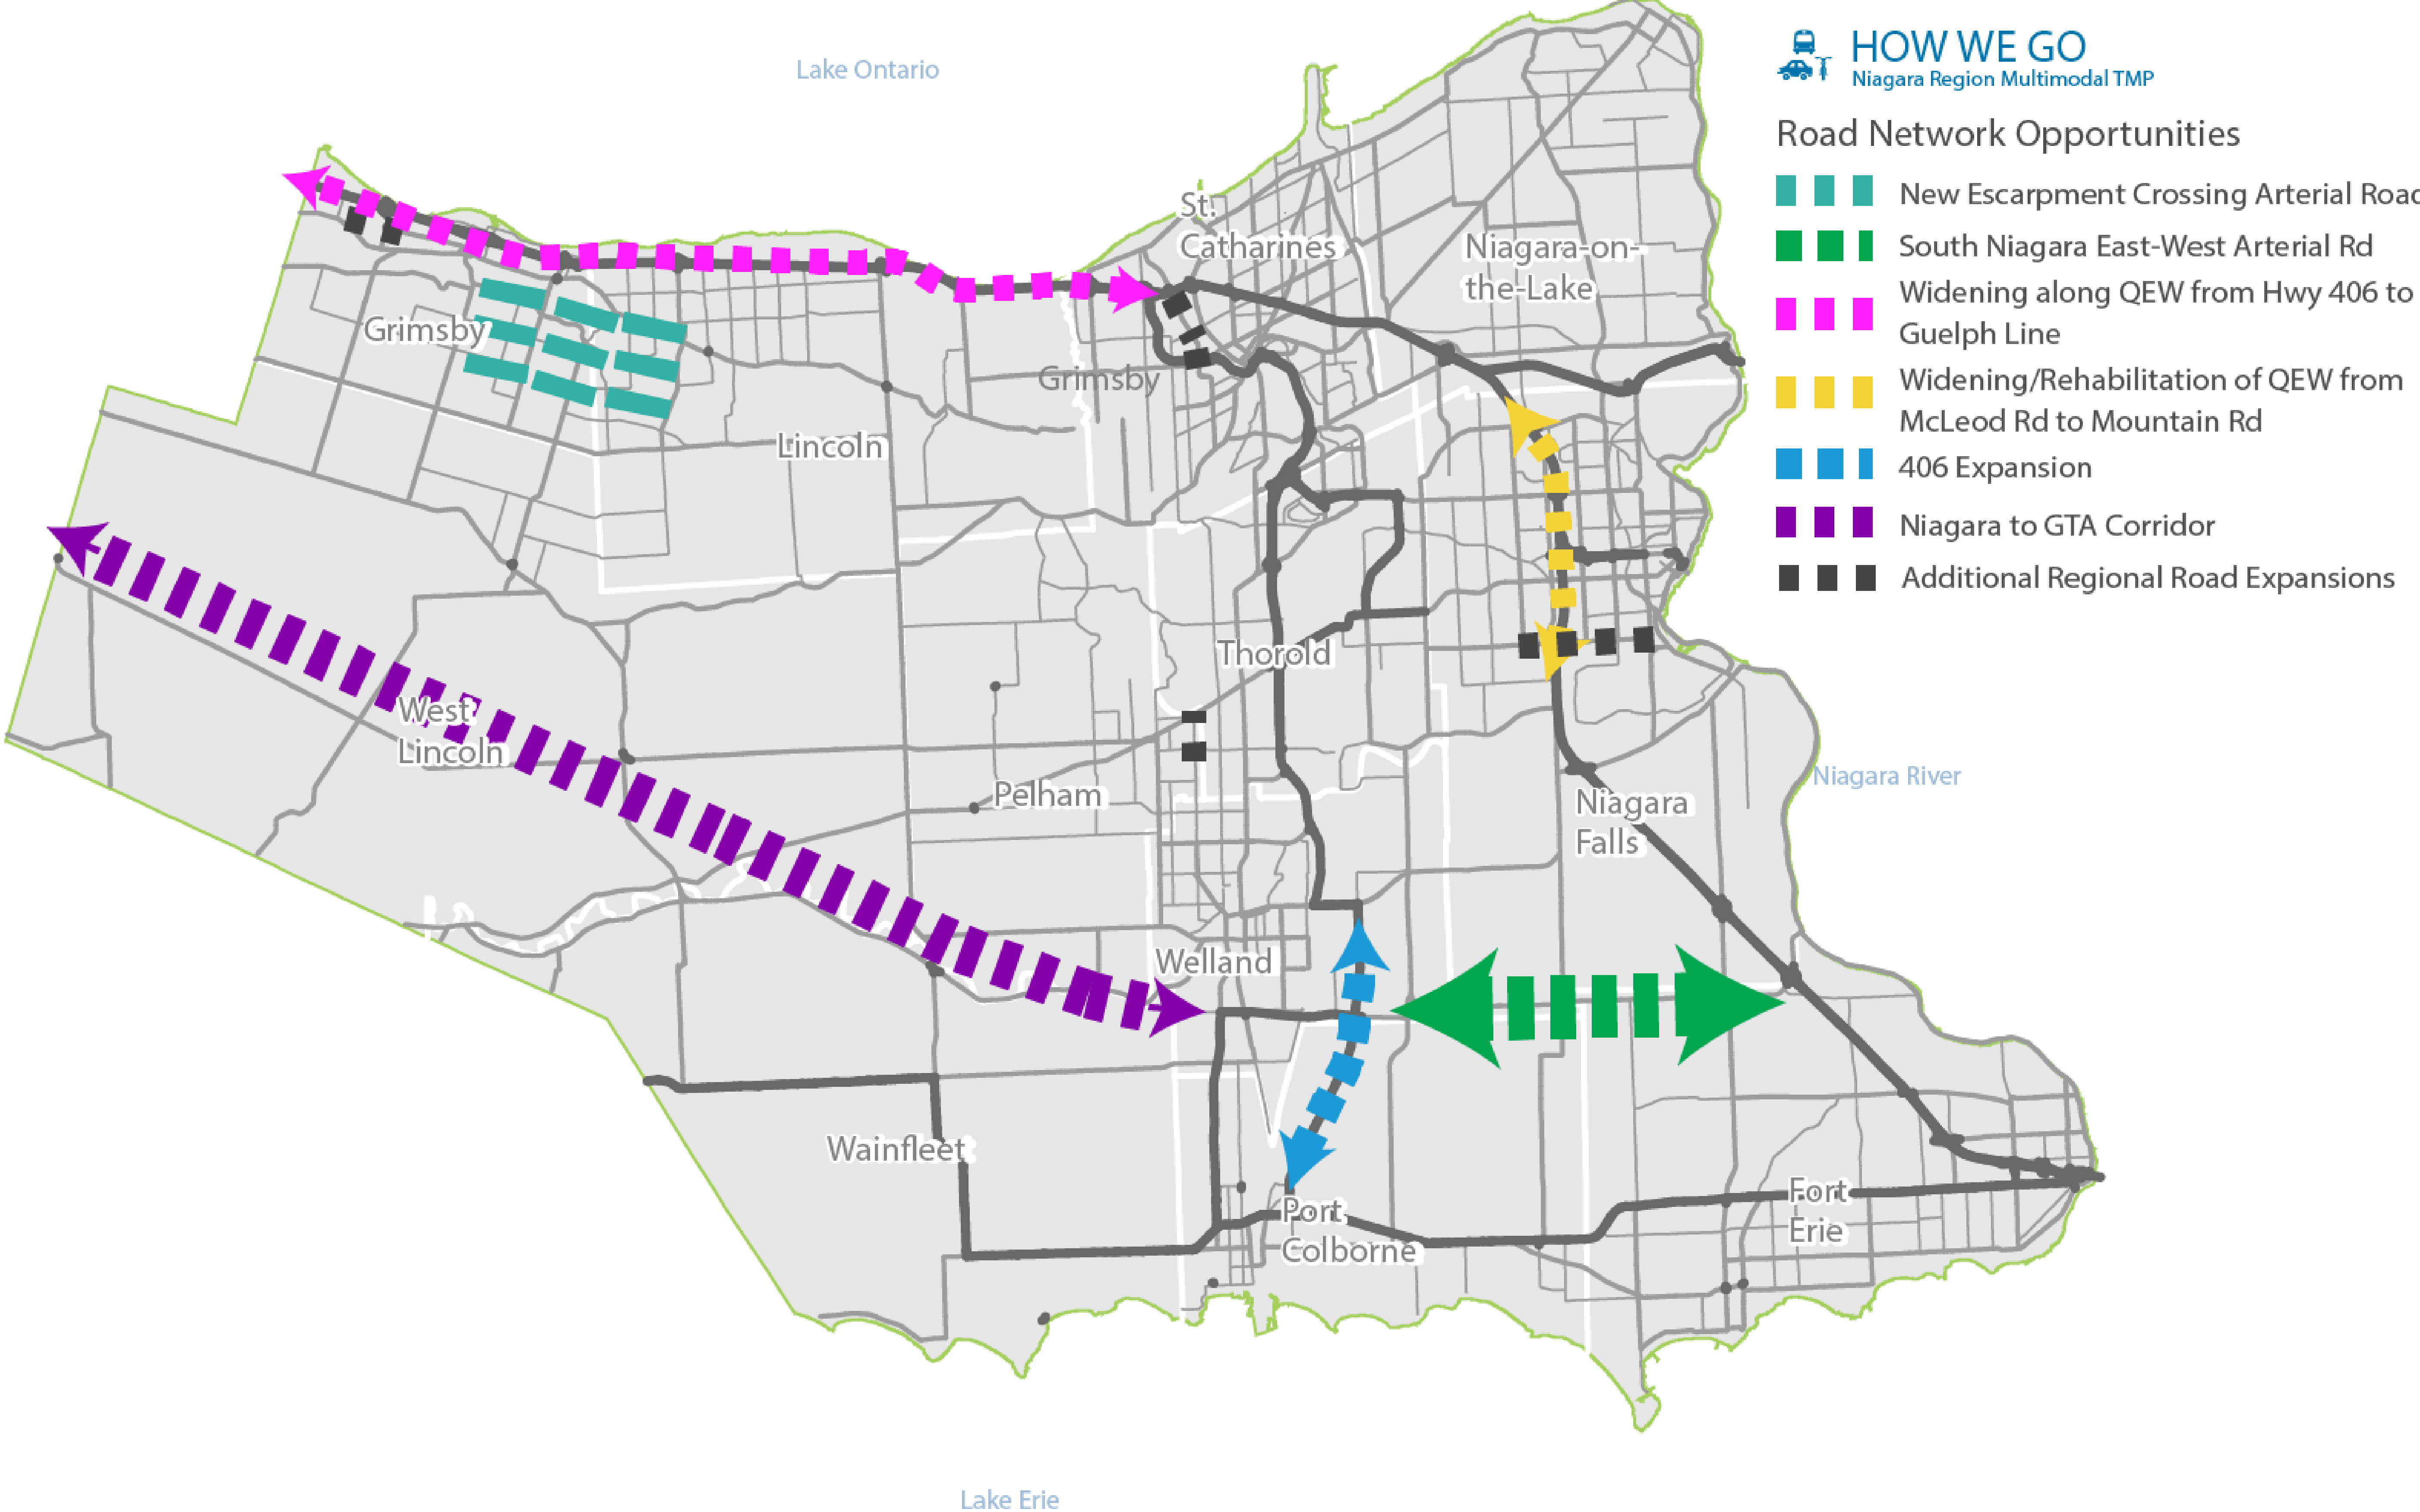 HOW WE GO
Niagara Region Multimodal TMP
Road Network Opportunities
New Escarpment Crossing Arterial Road
South Niagara East-West Arterial Rd
Widening along QEW from Hwy 406 to
Guelph Line
Widening/Rehabilitation of QEW from
McLeod Rd to Mountain Rd
406 Expansion
Niagara to GTA Corridor
Additional Regional Road Expansions
Lake Ontario
St.
Catharines
Niagara-on-
the-Lake
Grimsby
Grimsby
Lincoln
Thorold
West
Lincoln
Pelham
Niagara River
Niagara
Falls
Welland
Wainfleet
Port
Colborne
Fort
Erie
Lake Erie